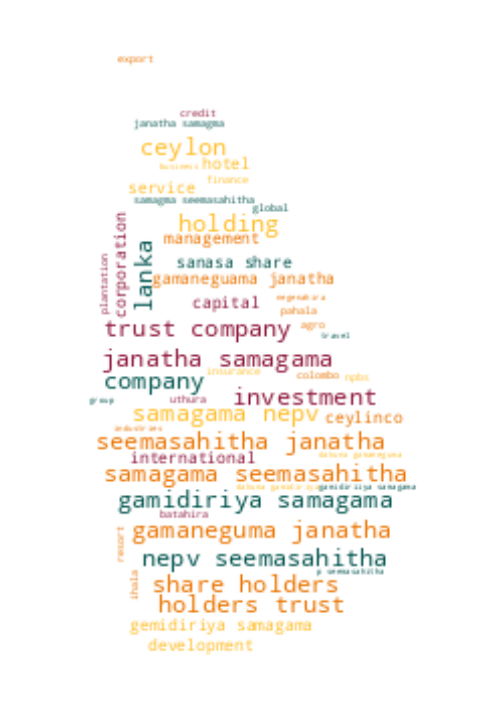 export
credit
janatha samagma
ceylon
business hotel
finance
service
samagma seemasahitha
global
corporation
holding
management
lanka
sanasa share
plantation
gamaneguama janatha
capital
pahala
agro
trust company
travel
janatha samagama
insurance
company
colombo npbs
investment
group
uthura
samagama nepv
ceylinco
industries
seemasahitha janatha
international
dakuna gamaneguma
samagama seemasahitha
gamidiriya samagama
batahira
resort
gamaneguma janatha
nepv seemasahitha
p seemasahitha
ihala
share holders
holders trust
gemidiriya samagama
development